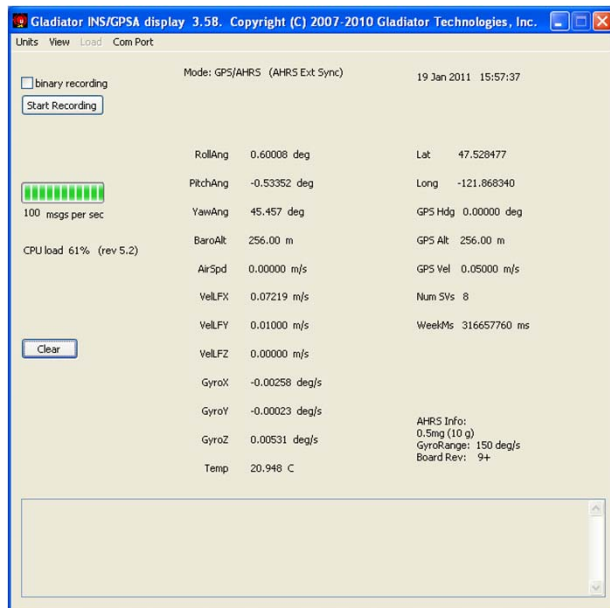 Gladiator INS/GPSA display 3.58. Copyright (C) 2007-2010 Gladiator Technologies, Inc.
Units View Load Com Port
Mode: GPS/AHRS (AHRS Ext Sync)
19 Jan 2011 15:57:37
binary recording
Start Recording
RollAng 0.60008 deg Lat 47.528477
PitchAng -0.53352 deg Long -121.868340
100 msgs per sec
YawAng 45.457 deg GPS Hdg 0.00000 deg
BaroAlt 256.00 m GPS Alt 256.00 m
CPU load 61% (rev 5.2)
AirSpd 0.00000 m/s GPS Vel 0.05000 m/s
VelLFX 0.07219 m/s Num SVs 8
VelLFY 0.01000 m/s WeekMs 316657760 ms
Clear
VelLFZ 0.00000 m/s
GyroX -0.00258 deg/s
GyroY -0.00023 deg/s
GyroZ 0.00531 deg/s
Temp 20.948 C
AHRS Info:
0.5mg (10 g)
GyroRange: 150 deg/s
Board Rev: 9+